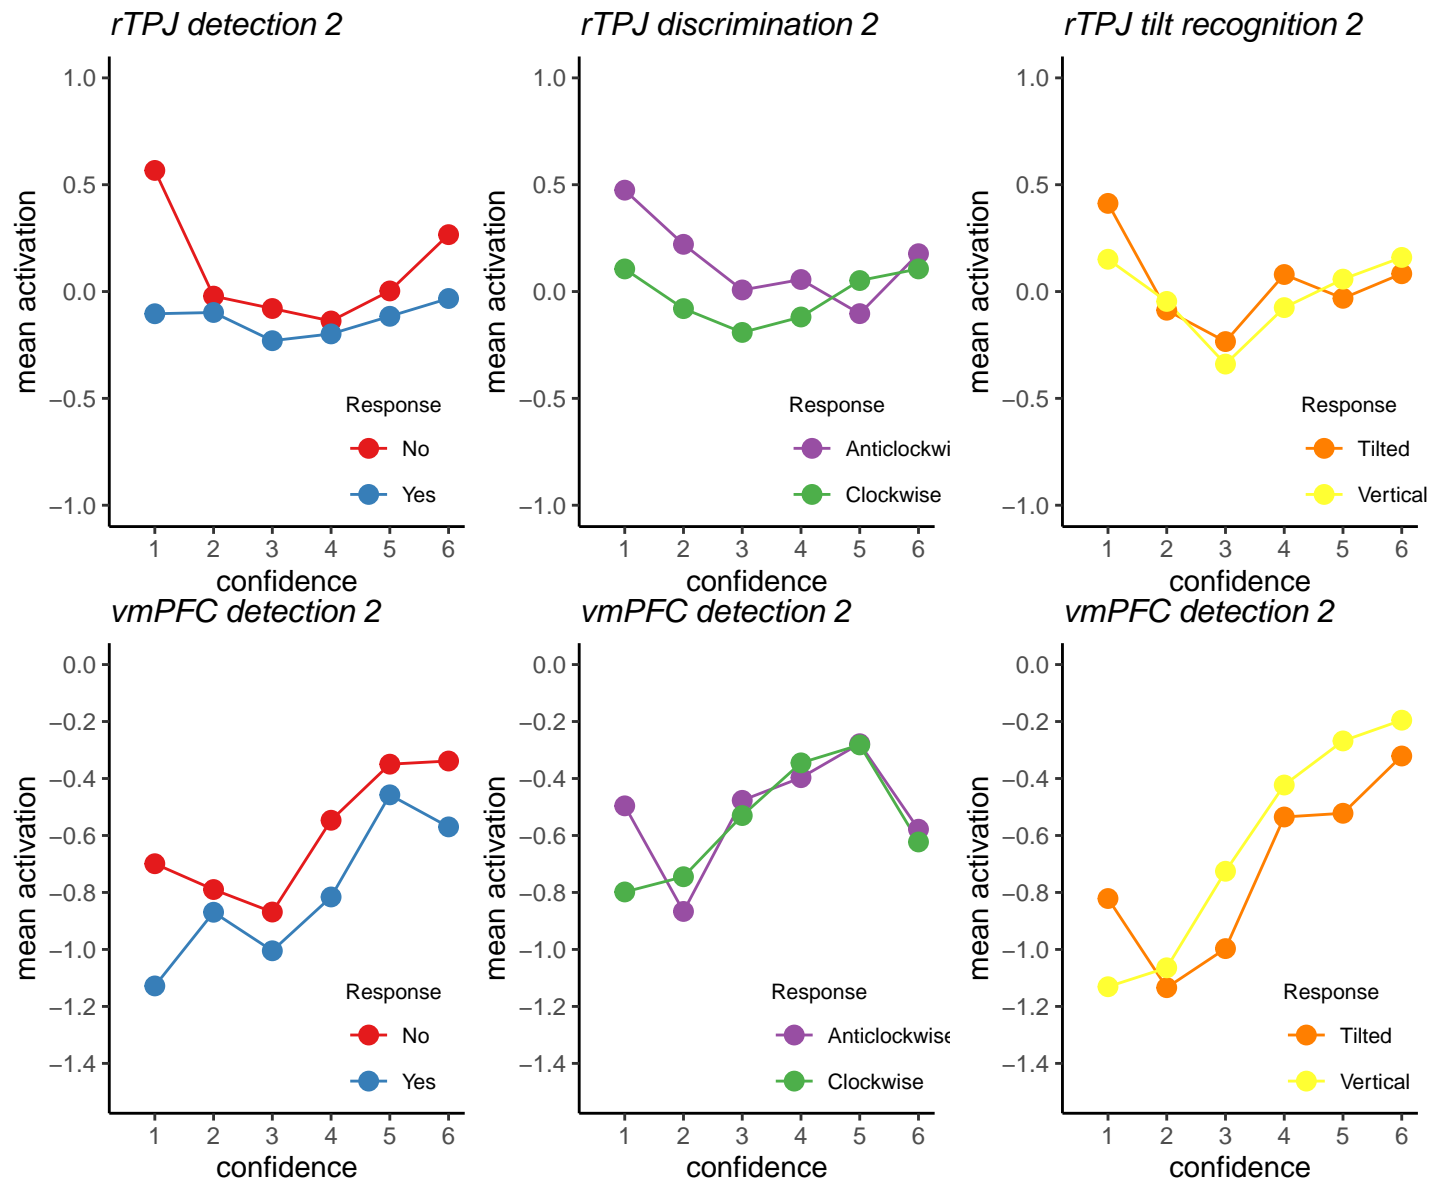 rTPJ detection 2
1.0
0.5
0.0
−0.5
−1.0
mean activation
Response
No
Yes
1 2 3 4 5 6
confidence
rTPJ discrimination 2
1.0
0.5
0.0
−0.5
−1.0
mean activation
Response
Anticlockwi
Clockwise
1 2 3 4 5 6
confidence
rTPJ tilt recognition 2
1.0
0.5
0.0
−0.5
−1.0
mean activation
Response
Tilted
Vertical
1 2 3 4 5 6
confidence
vmPFC detection 2
0.0
−0.2
−0.4
−0.6
−0.8
−1.0
−1.2
−1.4
mean activation
Response
No
Yes
1 2 3 4 5 6
confidence
vmPFC detection 2
0.0
−0.2
−0.4
−0.6
−0.8
−1.0
−1.2
−1.4
mean activation
Response
Anticlockwise
Clockwise
1 2 3 4 5 6
confidence
vmPFC detection 2
0.0
−0.2
−0.4
−0.6
−0.8
−1.0
−1.2
−1.4
mean activation
Response
Tilted
Vertical
1 2 3 4 5 6
confidence